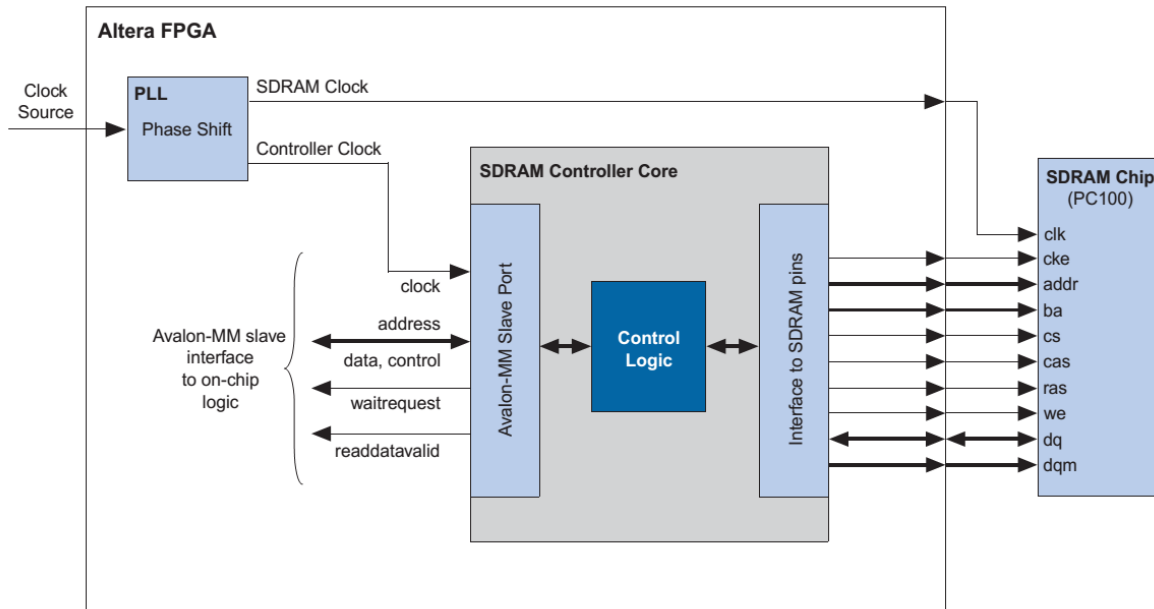 Altera FPGA
Clock
Source
PLL
Phase Shift
SDRAM Clock
Controller Clock
SDRAM Controller Core
SDRAM Chip
(PC100)
Avalon-MM slave
interface
to on-chip
logic
clock
address
data, control
waitrequest
readdatavalid
Avalon-MM Slave Port
Control
Logic
Interface to SDRAM pins
clk
cke
addr
ba
cs
cas
ras
we
dq
dqm